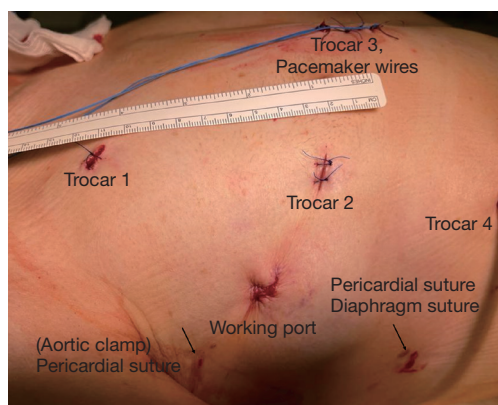 Trocar 3,
Pacemaker wires
Trocar 1
Trocar 2
Trocar 4
Pericardial suture
Diaphragm suture
Working port
(Aortic clamp)
Pericardial suture